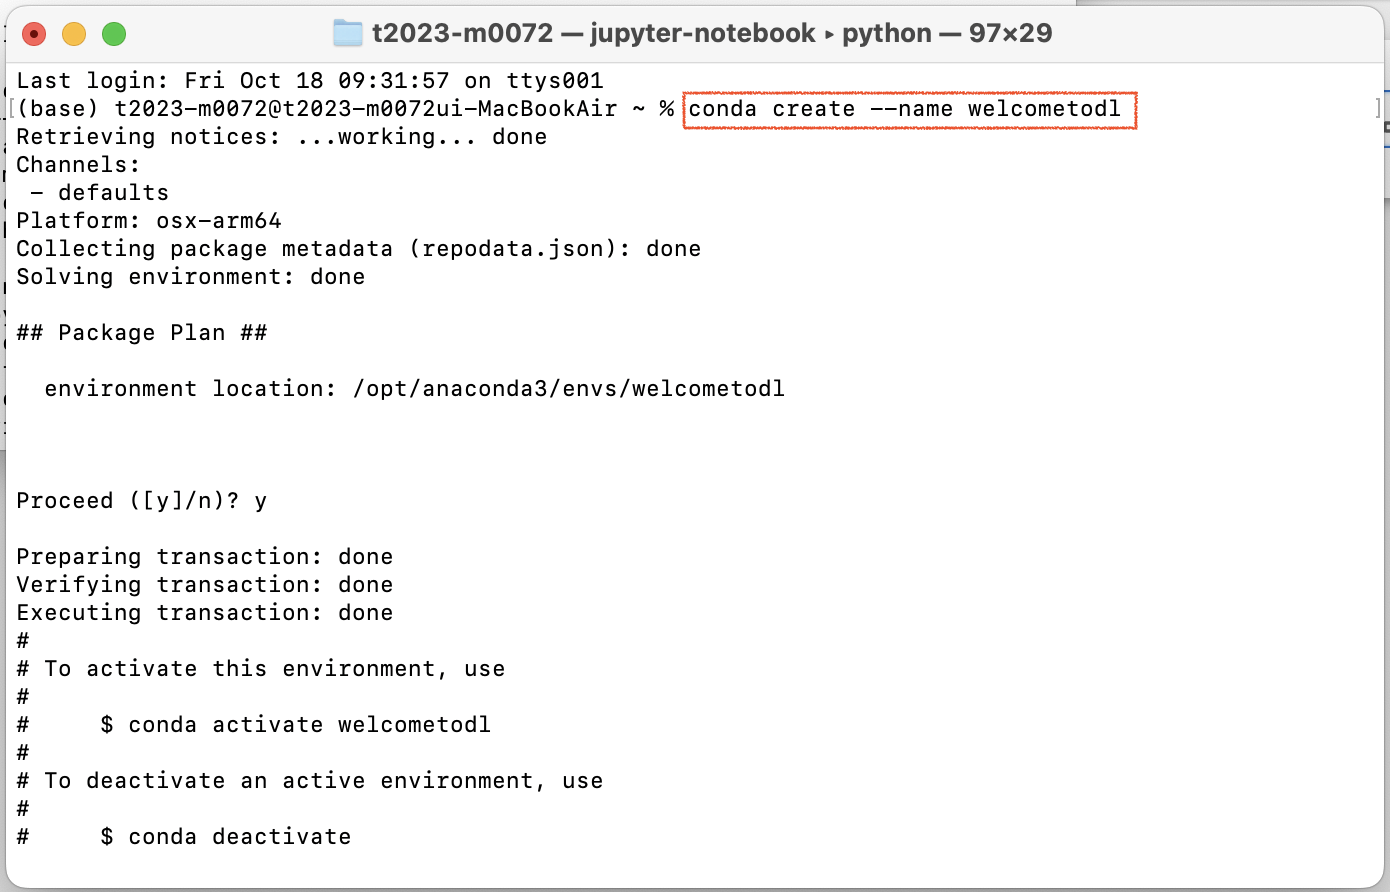 t2023-m0072 — jupyter-notebook ▸ python — 97×29
Last login: Fri Oct 18 09:31:57 on ttys001
[(base) t2023-m0072@t2023-m0072ui-MacBookAir ~ % conda create --name welcometodl ]
Retrieving notices: ...working... done
Channels:
 - defaults
Platform: osx-arm64
Collecting package metadata (repodata.json): done
Solving environment: done
## Package Plan ##
  environment location: /opt/anaconda3/envs/welcometodl
Proceed ([y]/n)? y
Preparing transaction: done
Verifying transaction: done
Executing transaction: done
#
# To activate this environment, use
#
#     $ conda activate welcometodl
#
# To deactivate an active environment, use
#
#     $ conda deactivate